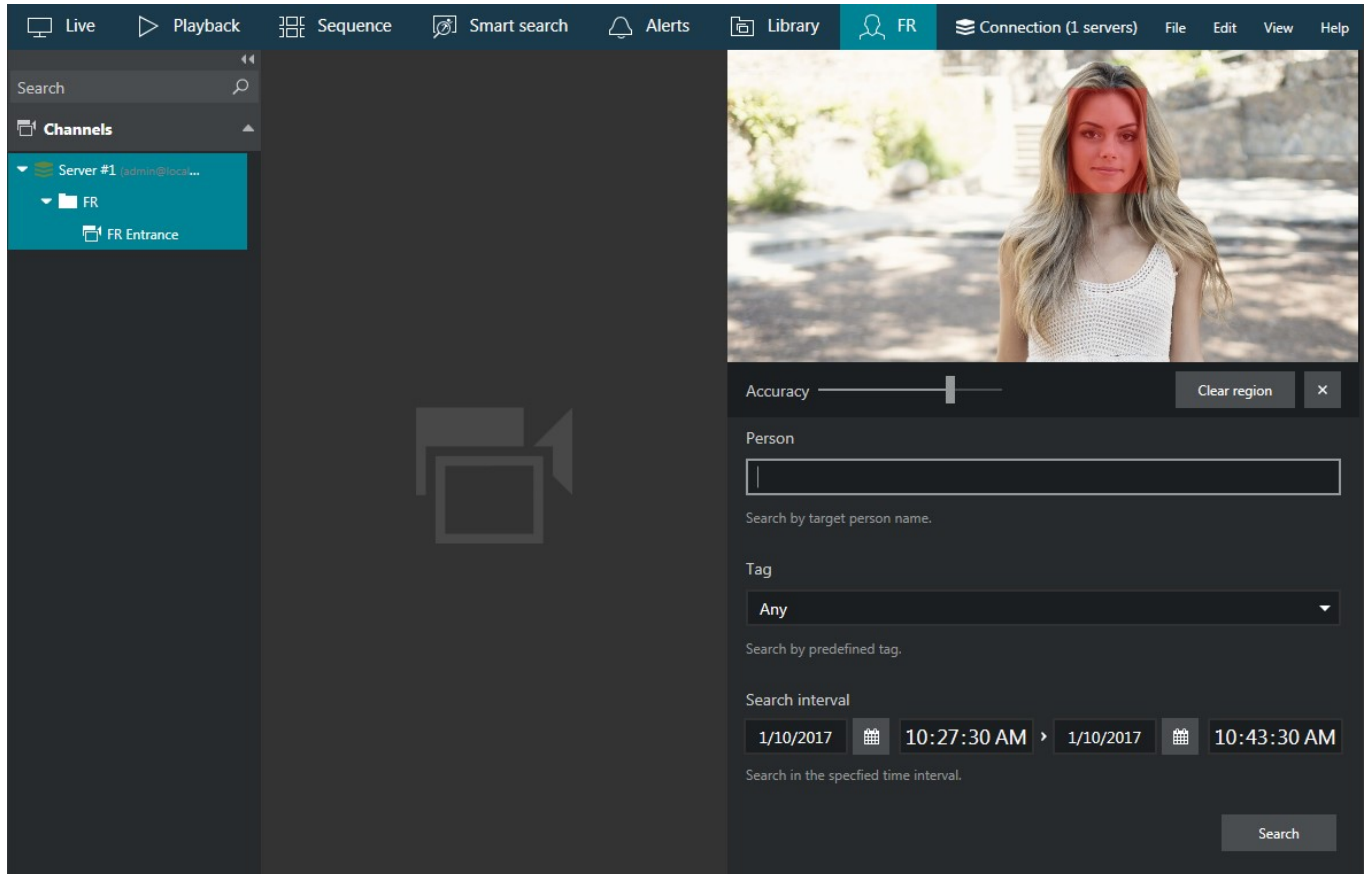 Live Playback Sequence Smart search Alerts Library FR Connection (1 servers) File Edit View Help
Search
Channels
Server #1 (admin@local...
FR
FR Entrance
Accuracy Clear region
Person
Search by target person name.
Tag
Any
Search by predefined tag.
Search interval
1/10/2017 10:27:30 AM › 1/10/2017 10:43:30 AM
Search in the specfied time interval.
Search